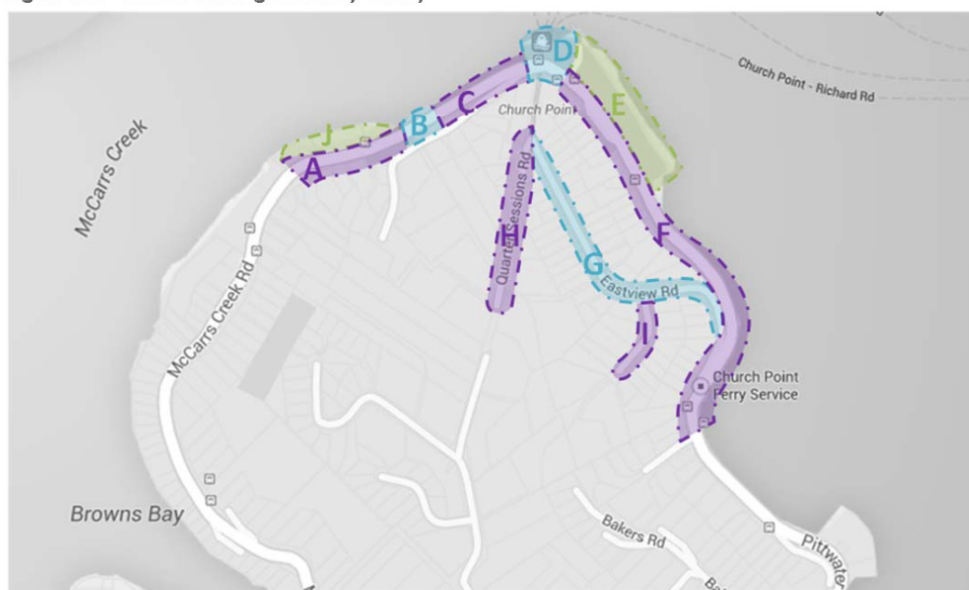 D
Church Point - Richard Rd
C
E
Church Point
B
J
A
McCarrs Creek
Quarter Sessions Rd
H
F
G
Eastview Rd
McCarrs Creek Rd
I
Church Point
Ferry Service
Browns Bay
Bakers Rd
Pittwater